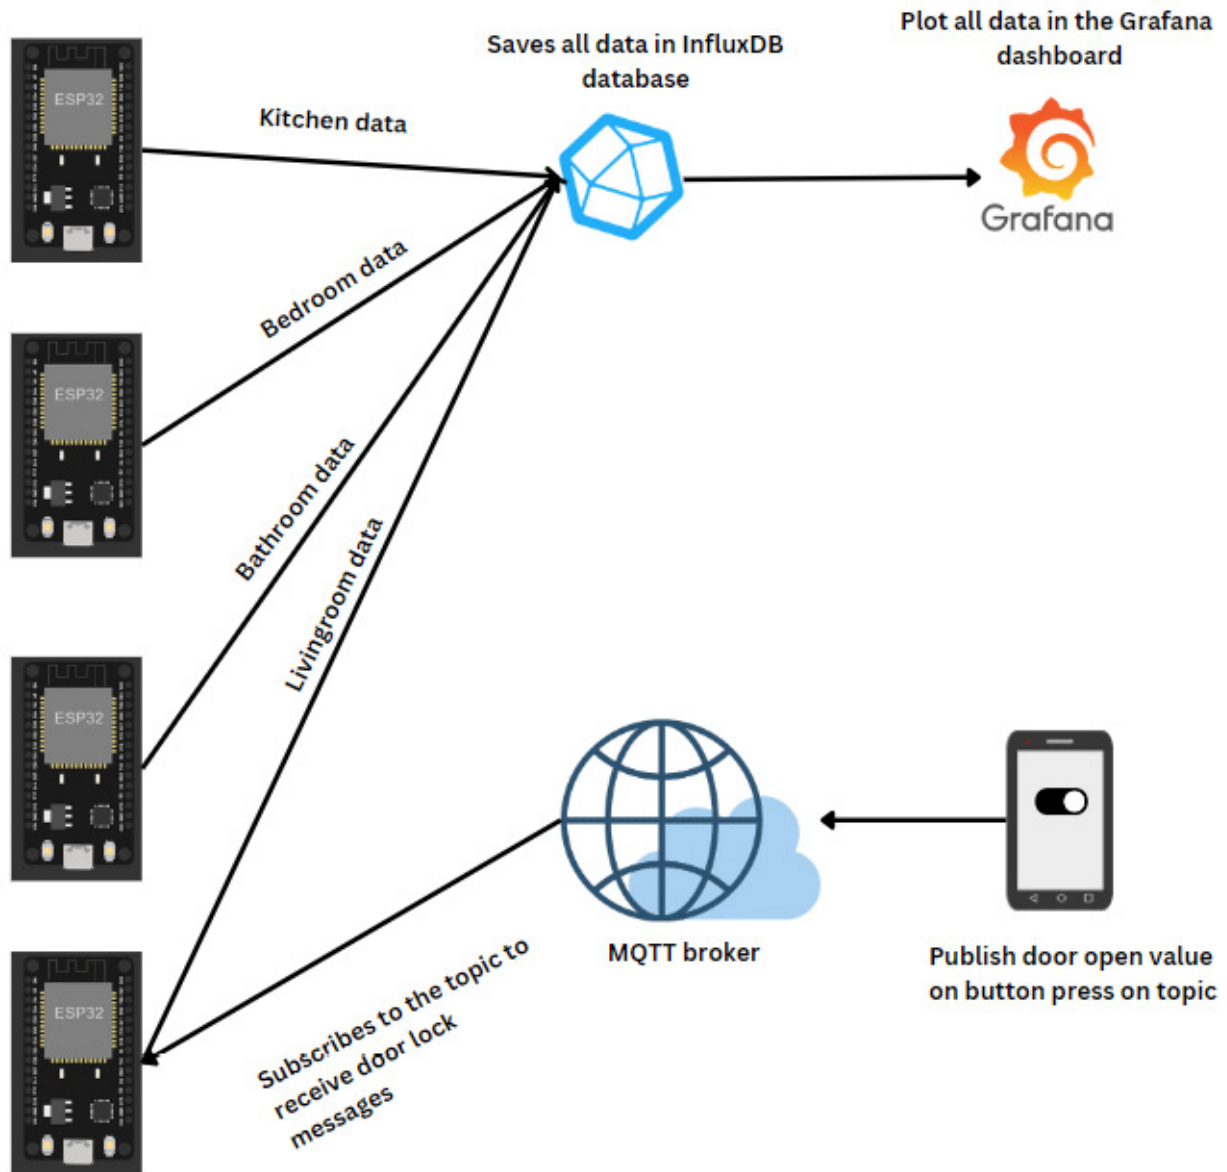 Plot all data in the Grafana
dashboard
Saves all data in InfluxDB
database
ESP32
Kitchen data
Grafana
Bedroom data
ESP32
Bathroom data
Livingroom data
ESP32
MQTT broker
Publish door open value
on button press on topic
ESP32
Subscribes to the topic to
receive door lock
messages